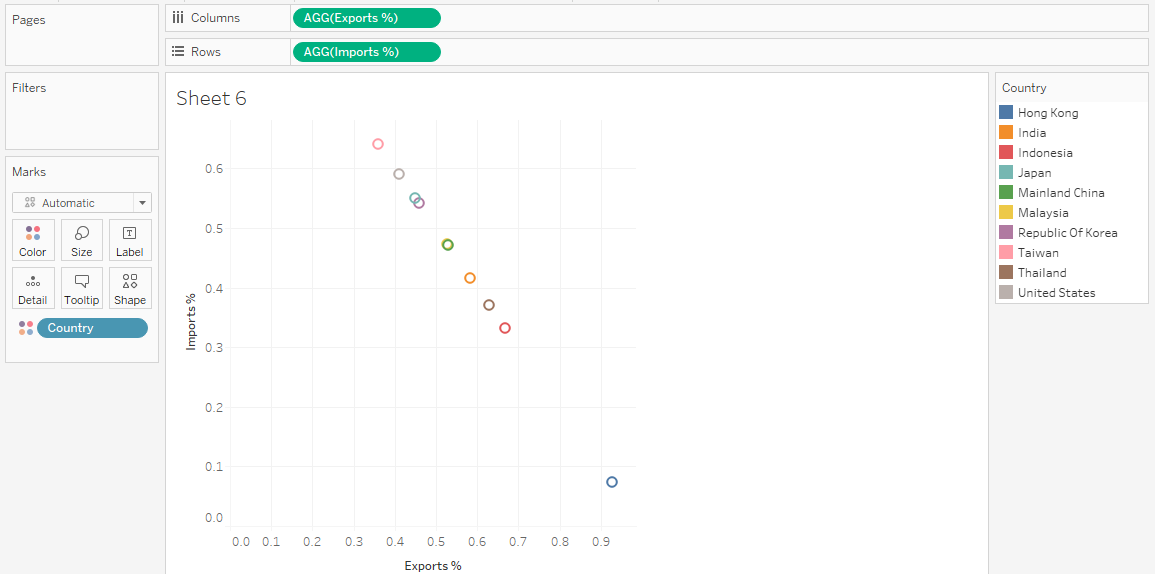 Pages
Columns
AGG(Exports %)
Rows
AGG(Imports %)
Filters
Marks
Automatic
Color
Size
Label
Detail
Tooltip
Shape
Country
Sheet 6
Imports %
0.6
0.5
0.4
0.3
0.2
0.1
0.0
0.0 0.1 0.2 0.3 0.4 0.5 0.6 0.7 0.8 0.9
Exports %
Country
Hong Kong
India
Indonesia
Japan
Mainland China
Malaysia
Republic Of Korea
Taiwan
Thailand
United States